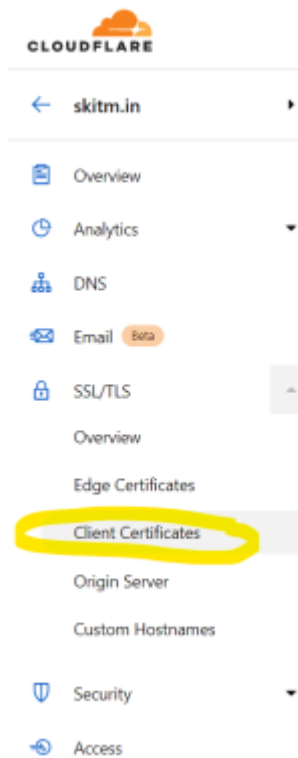 CLOUDFLARE
skitm.in
Overview
Analytics
DNS
Email Beta
SSL/TLS
Overview
Edge Certificates
Client Certificates
Origin Server
Custom Hostnames
Security
Access